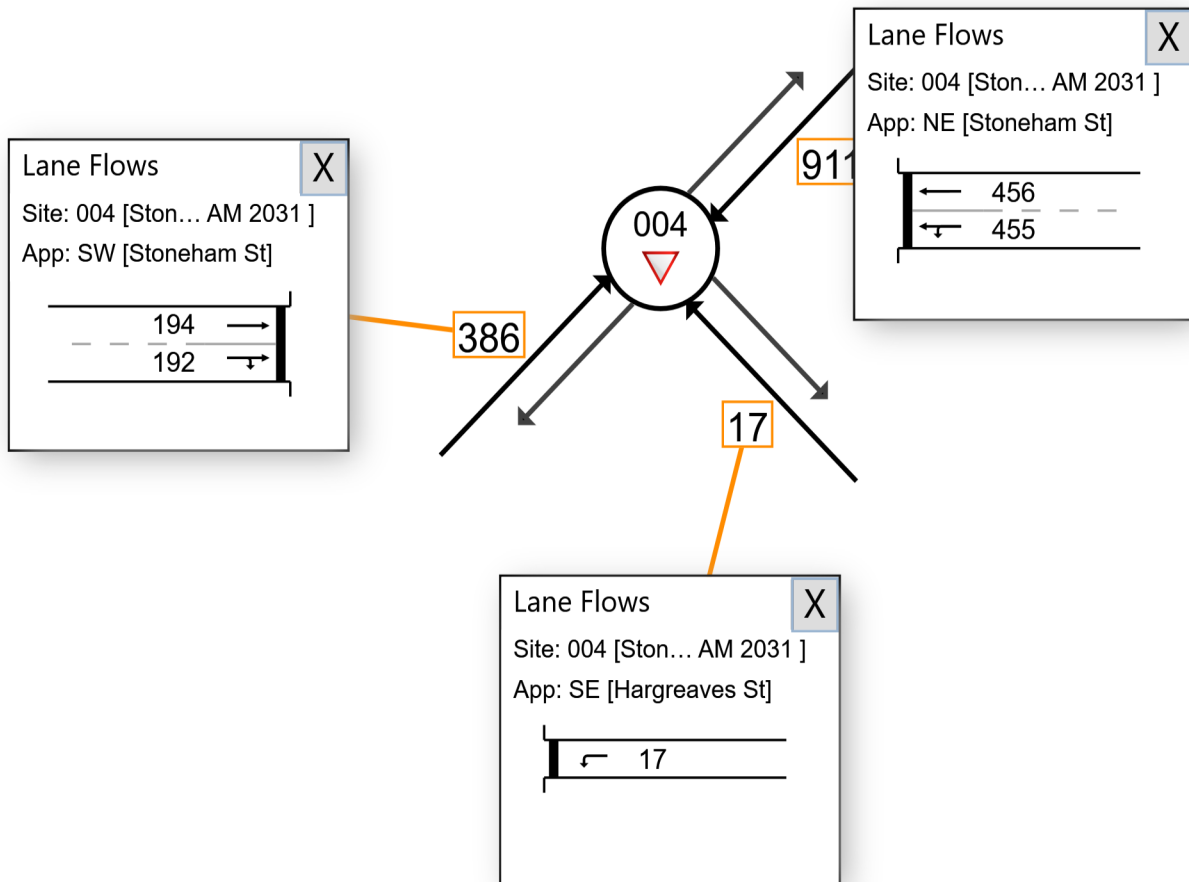 Lane Flows
X
Site: 004 [Ston... AM 2031 ]
App: NE [Stoneham St]
456
455
911
004
Lane Flows
X
Site: 004 [Ston... AM 2031 ]
App: SW [Stoneham St]
194
192
386
17
Lane Flows
X
Site: 004 [Ston... AM 2031 ]
App: SE [Hargreaves St]
17